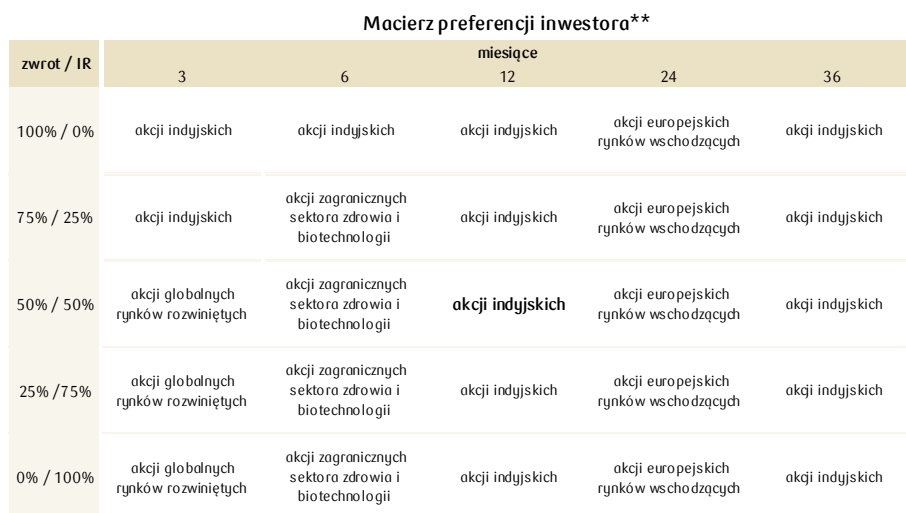 Macierz preferencji inwestora**
zwrot / IR
miesiące
3 6 12 24 36
100% / 0%
akcji indyjskich
akcji indyjskich
akcji indyjskich
akcji europejskich
rynków wschodzących
akcji indyjskich
75% / 25%
akcji indyjskich
akcji zagranicznych
sektora zdrowia i
biotechnologii
akcji indyjskich
akcji europejskich
rynków wschodzących
akcji indyjskich
50% / 50%
akcji globalnych
rynków rozwiniętych
akcji zagranicznych
sektora zdrowia i
biotechnologii
akcji indyjskich
akcji europejskich
rynków wschodzących
akcji indyjskich
25% /75%
akcji globalnych
rynków rozwiniętych
akcji zagranicznych
sektora zdrowia i
biotechnologii
akcji indyjskich
akcji europejskich
rynków wschodzących
akcji indyjskich
0% / 100%
akcji globalnych
rynków rozwiniętych
akcji zagranicznych
sektora zdrowia i
biotechnologii
akcji indyjskich
akcji europejskich
rynków wschodzących
akcji indyjskich